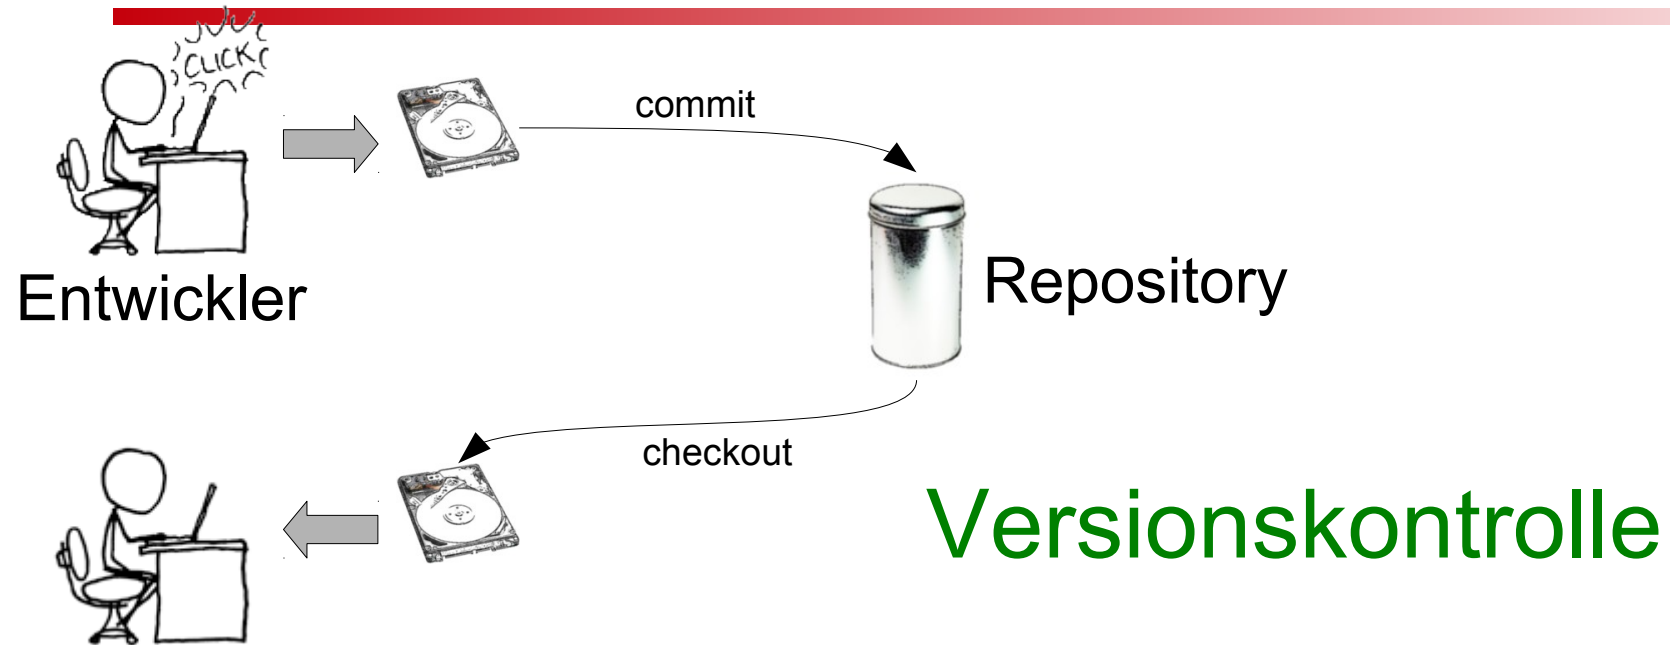 CLICK
commit
Entwickler
Repository
checkout
Versionskontrolle